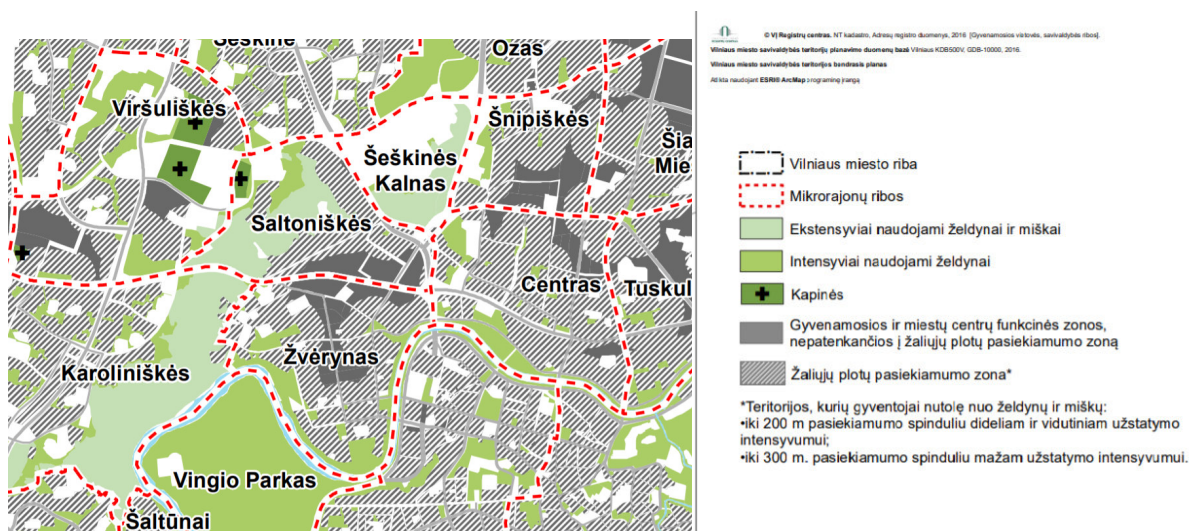 Šeškinė
Ožas
Viršuliškės
Šnipiškės
Šia
Mie
Šeškinės
Kalnas
Saltoniškės
Centras
Tuskul
Žvėrynas
Karoliniškės
Vingio Parkas
Šaltūnai
© VĮ Registrų centras. NT kadastro, Adresų registro duomenys, 2016 [Gyvenamosios vietovės, savivaldybės ribos].
Vilniaus miesto savivaldybės teritorijų planavimo duomenų bazė Vilniaus KDB500V, GDB-10000, 2016.
Vilniaus miesto savivaldybės teritorijos bendrasis planas
Atlikta naudojant ESRI® ArcMap programinę įrangą
Vilniaus miesto riba
Mikrorajonų ribos
Ekstensyviai naudojami želdynai ir miškai
Intensyviai naudojami želdynai
Kapinės
Gyvenamosios ir miestų centrų funkcinės zonos,
nepatenkančios į žaliųjų plotų pasiekiamumo zoną
Žaliųjų plotų pasiekiamumo zona*
*Teritorijos, kurių gyventojai nutolę nuo želdynų ir miškų:
•iki 200 m pasiekiamumo spinduliu dideliam ir vidutiniam užstatymo
intensyvumui;
•iki 300 m. pasiekiamumo spinduliu mažam užstatymo intensyvumui.